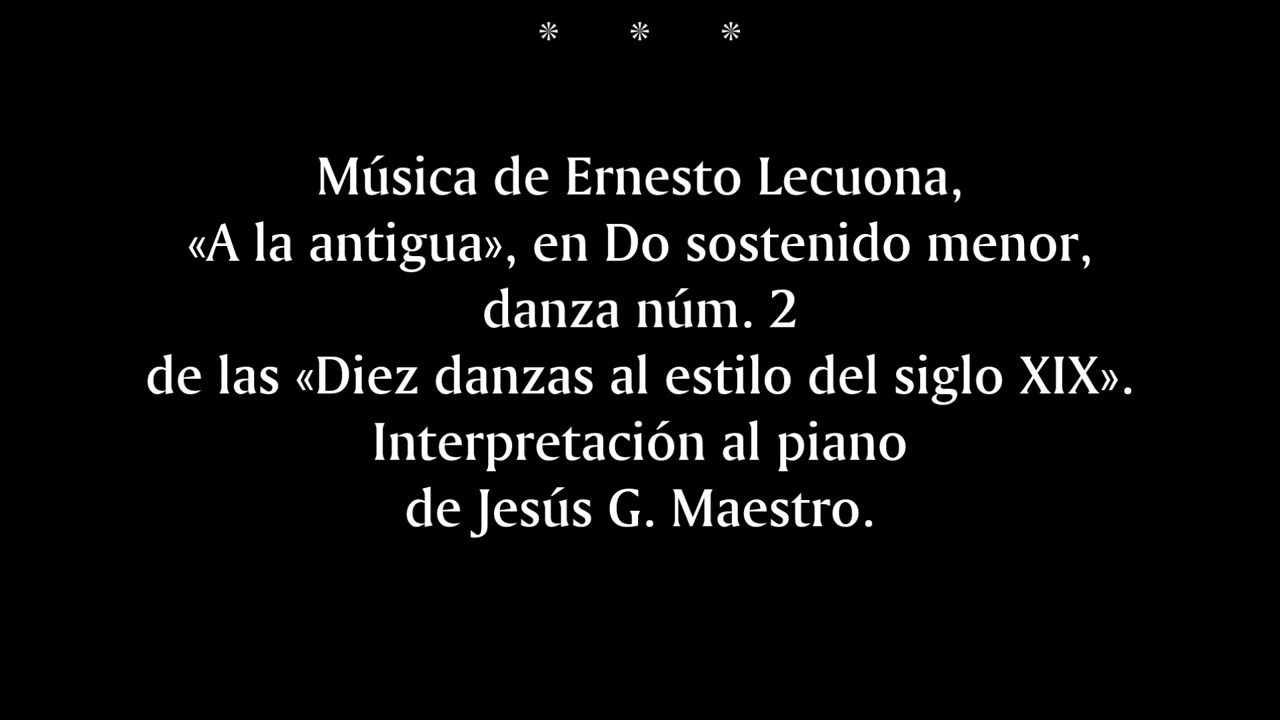 * * *
Música de Ernesto Lecuona,
«A la antigua», en Do sostenido menor,
danza núm. 2
de las «Diez danzas al estilo del siglo XIX».
Interpretación al piano
de Jesús G. Maestro.